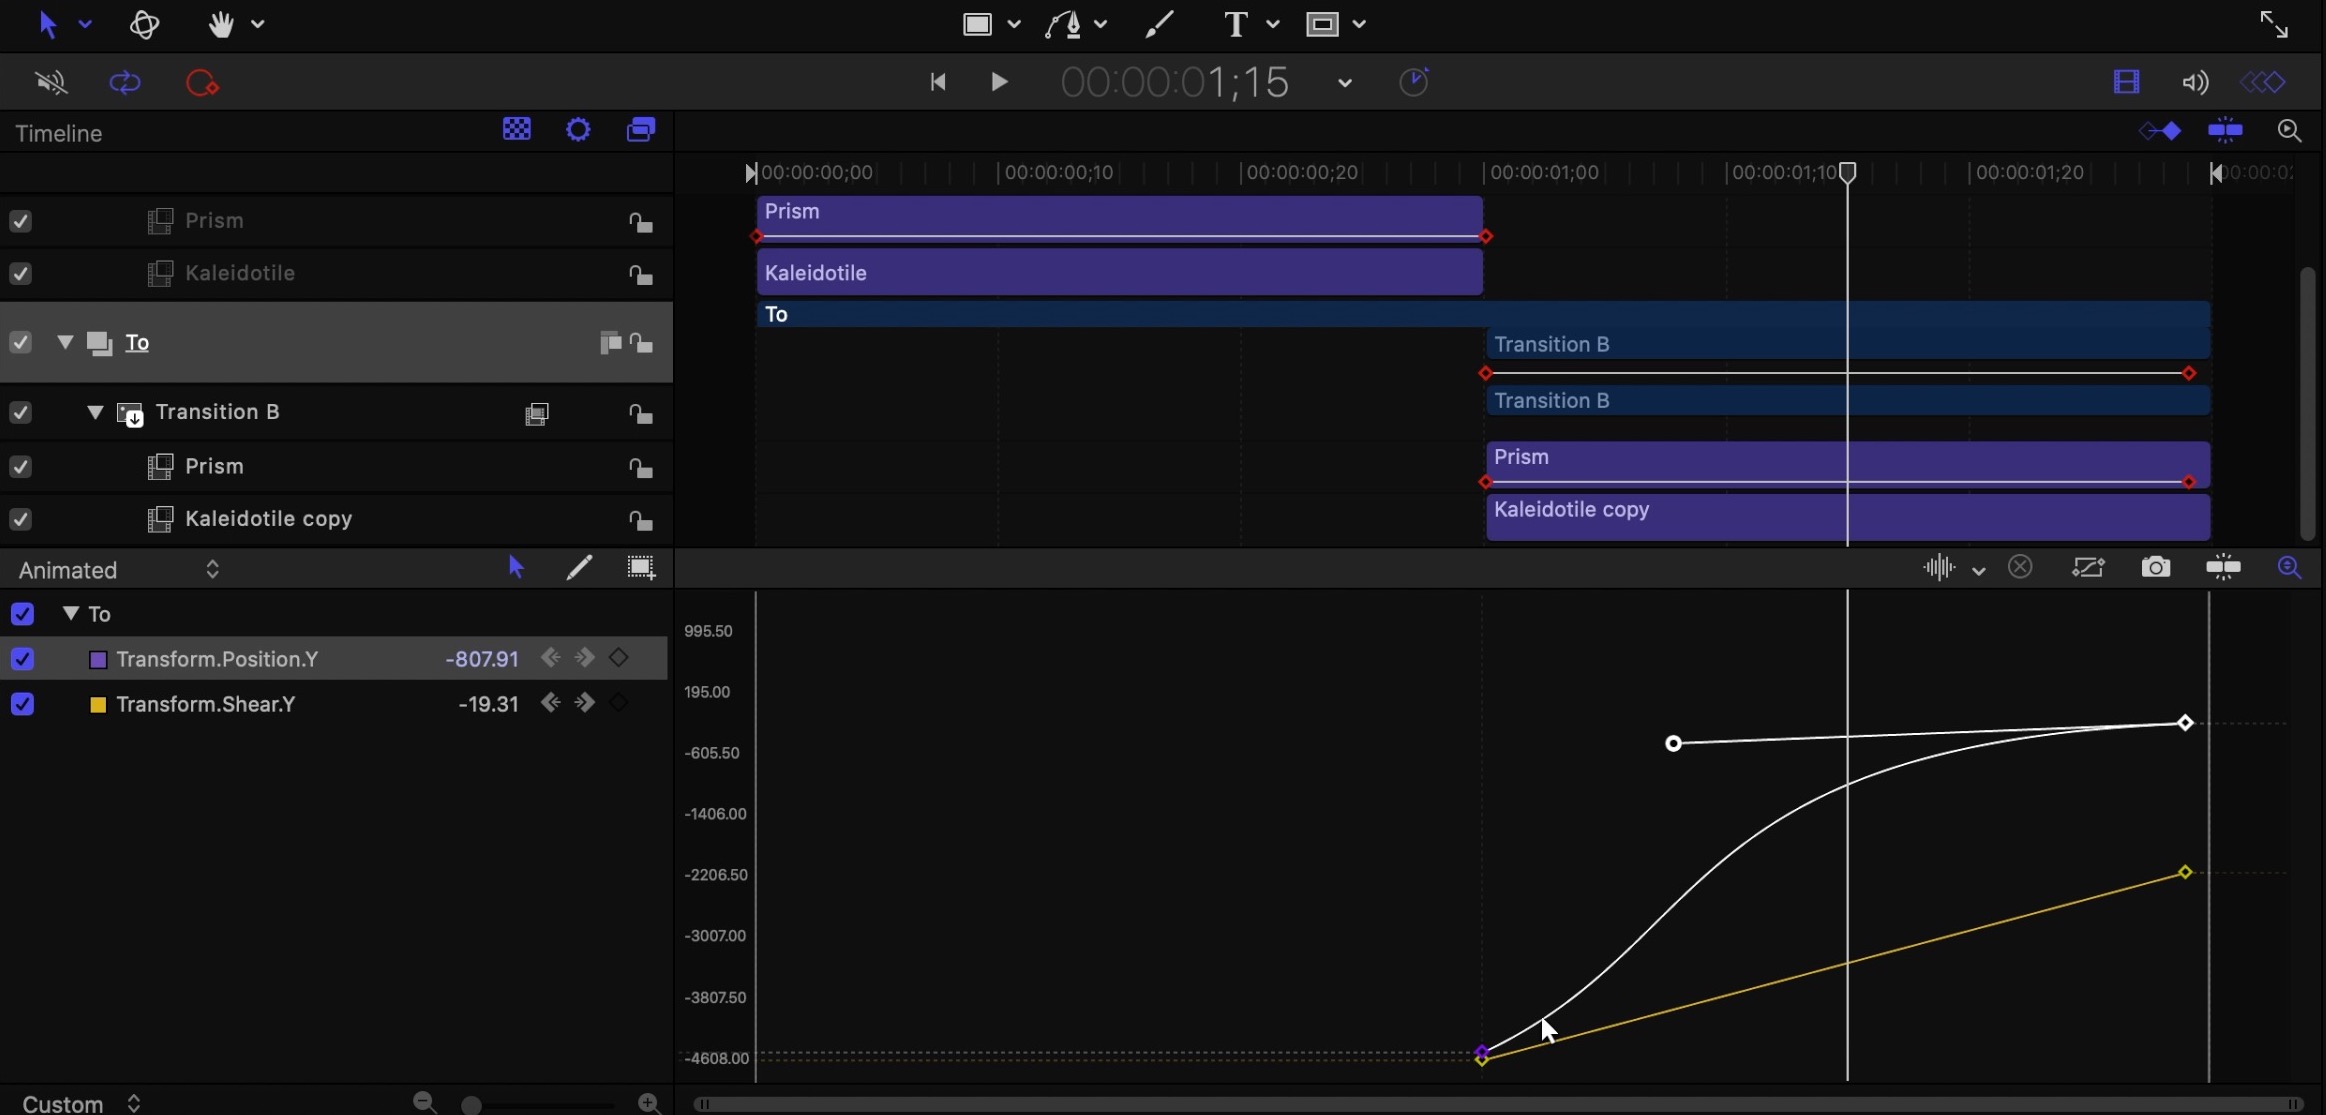 T
00:00:01;15
Timeline
00:00:00;00 00:00:00;10 00:00:00;20 00:00:01;00 00:00:01;10 00:00:01;20
Prism
Kaleidotile
To
Transition B
Prism
Kaleidotile copy
Prism
Kaleidotile
To
Transition B
Transition B
Prism
Kaleidotile copy
Animated
To
Transform.Position.Y -807.91
Transform.Shear.Y -19.31
995.50
195.00
-605.50
-1406.00
-2206.50
-3007.00
-3807.50
-4608.00
Custom